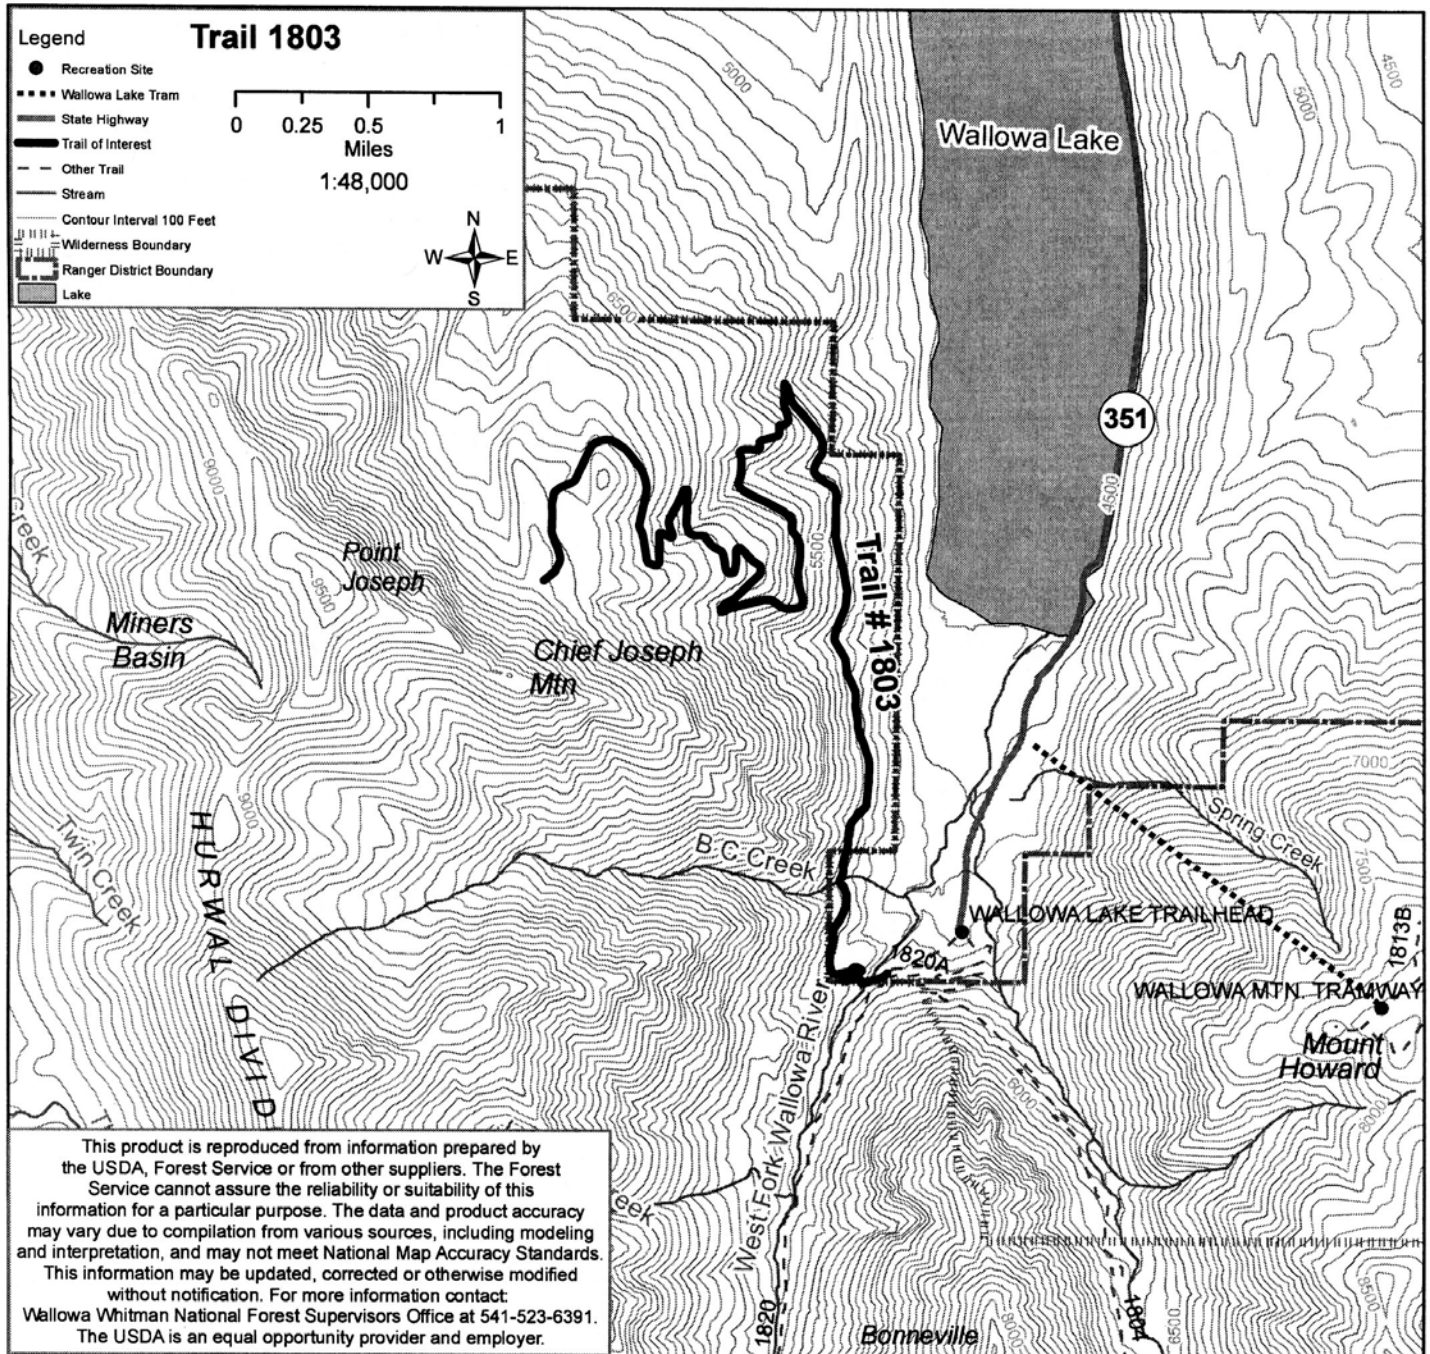 Legend
Trail 1803
Recreation Site
Wallowa Lake Tram
State Highway
Trail of Interest
Other Trail
Stream
Contour Interval 100 Feet
Wilderness Boundary
Ranger District Boundary
Lake
0 0.25 0.5 1
Miles
1:48,000
N
W E
S
5000
4500
5000
Wallowa Lake
6500
351
9000
4500
Creek
Point
Joseph
5500
Trail # 1803
9500
Miners
Basin
Chief Joseph
Mtn
7000
9000
Spring Creek
Twin Creek
HURWAL DIVID
B C Creek
7500
WALLOWA LAKE TRAILHEAD
1820A
1813B
WALLOWA MTN. TRAMWAY
West Fork Wallowa River
Mount
Howard
6000
8000
This product is reproduced from information prepared by
the USDA, Forest Service or from other suppliers. The Forest
Service cannot assure the reliability or suitability of this
information for a particular purpose. The data and product accuracy
may vary due to compilation from various sources, including modeling
and interpretation, and may not meet National Map Accuracy Standards.
This information may be updated, corrected or otherwise modified
without notification. For more information contact:
Wallowa Whitman National Forest Supervisors Office at 541-523-6391.
The USDA is an equal opportunity provider and employer.
eek
1820
8000
1804
6500
8500
Bonneville